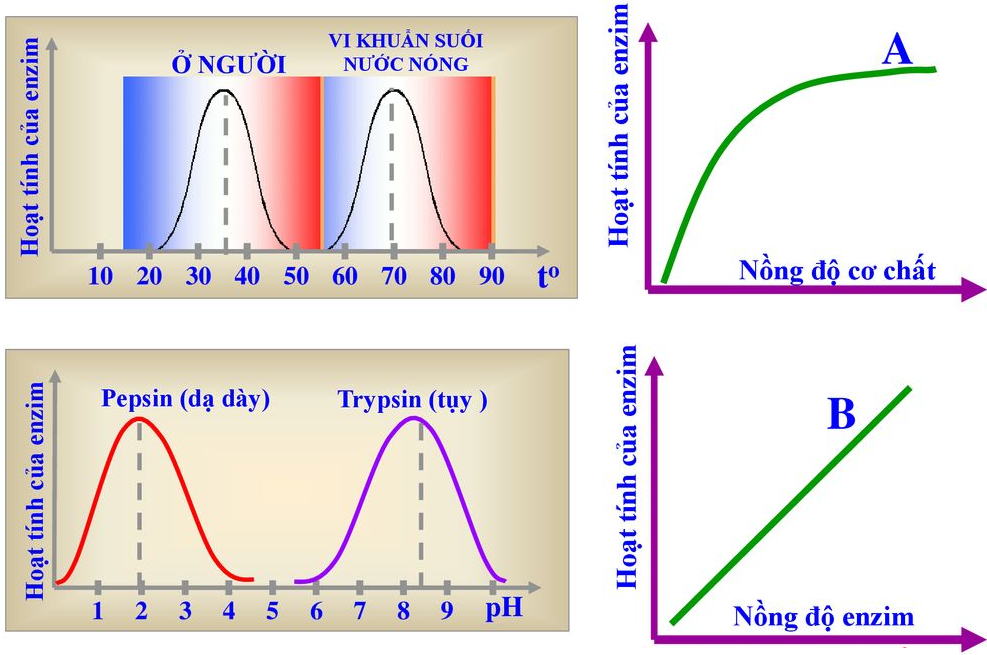 Hoạt tính của enzim
Ở NGƯỜI
VI KHUẨN SUỐI
NƯỚC NÓNG
10 20 30 40 50 60 70 80 90 tº
Hoạt tính của enzim
A
Nồng độ cơ chất
Hoạt tính của enzim
Pepsin (dạ dày)
Trypsin (tụy )
1 2 3 4 5 6 7 8 9 pH
Hoạt tính của enzim
B
Nồng độ enzim